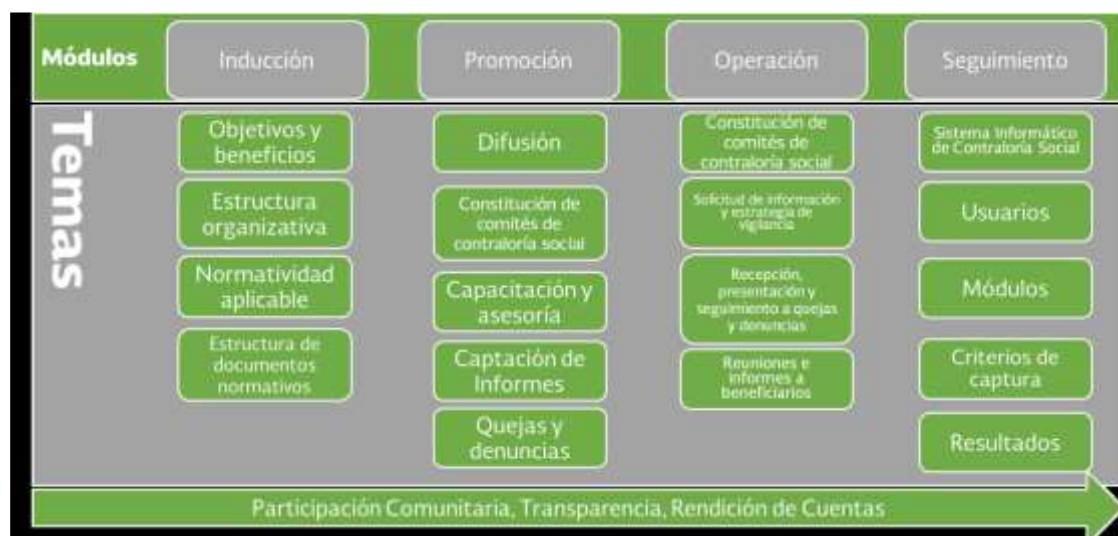 Módulos
Inducción
Promoción
Operación
Seguimiento
Temas
Objetivos y
beneficios
Estructura
organizativa
Normatividad
aplicable
Estructura de
documentos
normativos
Difusión
Constitución de
comités de
contraloría social
Capacitación y
asesoría
Captación de
Informes
Quejas y
denuncias
Constitución de
comités de
contraloría social
Solicitud de información
y estrategia de
vigilancia
Recepción,
presentación y
seguimiento a quejas
y denuncias
Reuniones e
informes a
beneficiarios
Sistema Informático
de Contraloría Social
Usuarios
Módulos
Criterios de
captura
Resultados
Participación Comunitaria, Transparencia, Rendición de Cuentas